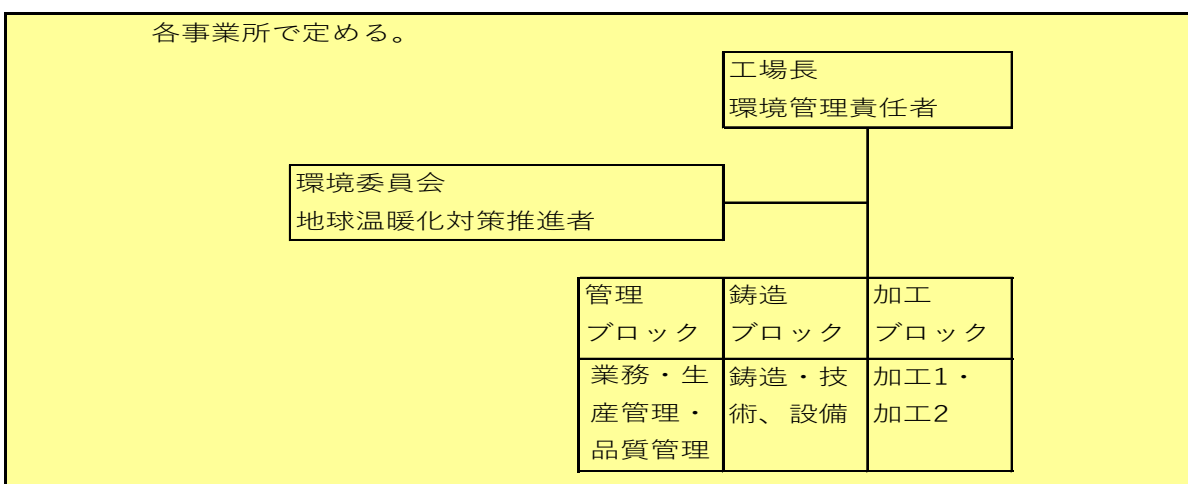 各事業所で定める。
工場長
環境管理責任者
環境委員会
地球温暖化対策推進者
管理
ブロック
鋳造
ブロック
加工
ブロック
業務・生
産管理・
品質管理
鋳造・技
術、設備
加工1・
加工2